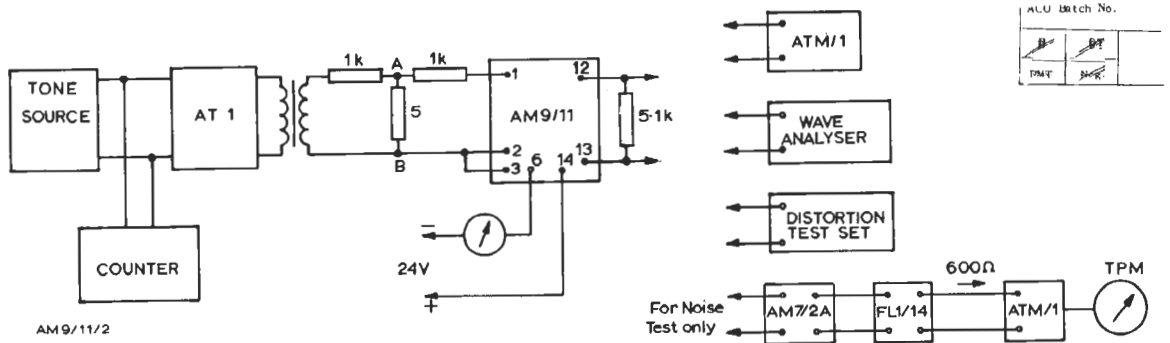 ACO Batch No.
TONE
SOURCE
AT 1
COUNTER
1k
A
1k
5
B
1
2
3
6
14
12
13
AM9/11
5·1k
−
24V
+
ATM/1
WAVE
ANALYSER
DISTORTION
TEST SET
For Noise
Test only
AM7/2A
FL1/14
600Ω
ATM/1
TPM
AM9/11/2
PMT